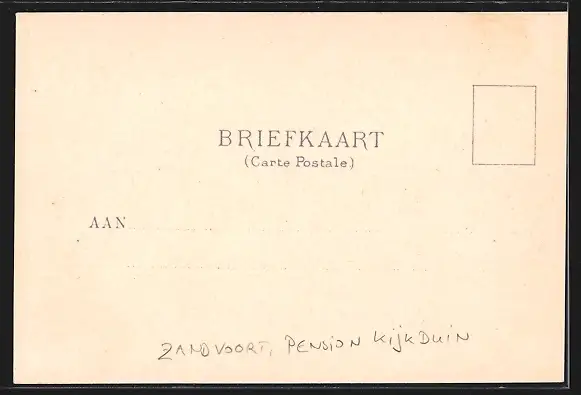 BRIEFKAART
(Carte Postale)
AAN
ZANDVOORT, PENSION KIJKDUIN